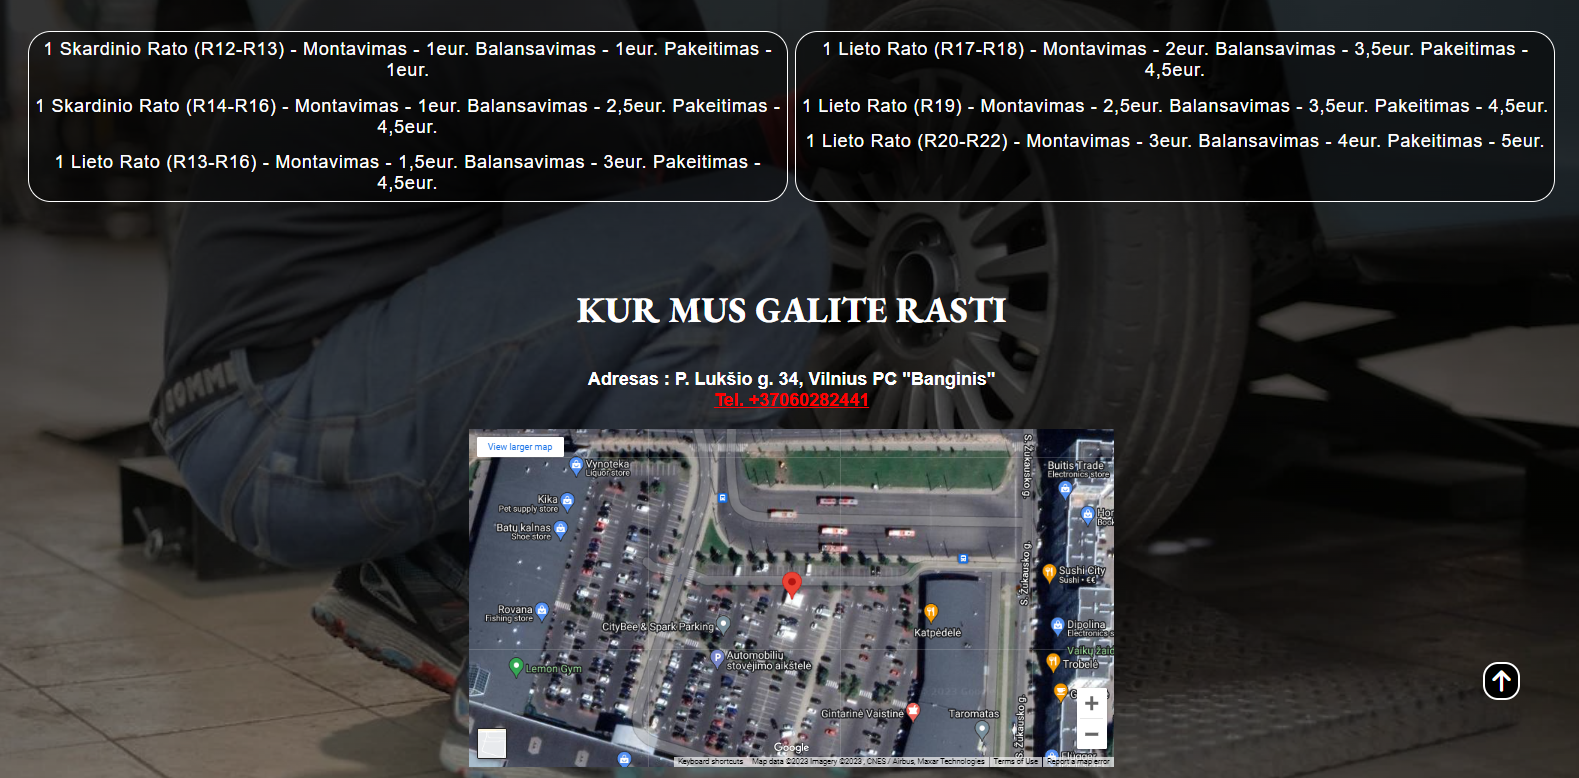 1 Skardinio Rato (R12-R13) - Montavimas - 1eur. Balansavimas - 1eur. Pakeitimas -
1eur.
1 Skardinio Rato (R14-R16) - Montavimas - 1eur. Balansavimas - 2,5eur. Pakeitimas -
4,5eur.
1 Lieto Rato (R13-R16) - Montavimas - 1,5eur. Balansavimas - 3eur. Pakeitimas -
4,5eur.
1 Lieto Rato (R17-R18) - Montavimas - 2eur. Balansavimas - 3,5eur. Pakeitimas -
4,5eur.
1 Lieto Rato (R19) - Montavimas - 2,5eur. Balansavimas - 3,5eur. Pakeitimas - 4,5eur.
1 Lieto Rato (R20-R22) - Montavimas - 3eur. Balansavimas - 4eur. Pakeitimas - 5eur.
COMMI
KUR MUS GALITE RASTI
Adresas : P. Lukšio g. 34, Vilnius PC "Banginis"
Tel. +37060282441
View larger map
Vynoteka
Liquor store
Kika
Pet supply store
"Batų kalnas
Shoe store
S. Žukausko g.
Buitis Trade
Electronics store
Hor
Book
S. Žukausko g.
Sushi City
Sushi • €€
Rovana
Fishing store
CityBee & Spark Parking
Katpėdėlė
Dipolina
Electronics s
Automobilių
stovėjimo aikštelė
Lemon Gym
Vaikų žaid
Trobelė
Gintarinė Vaistinė
Taromatas
S. Žukausko g.
Google
Keyboard shortcuts
Map data ©2023 Imagery ©2023 , CNES / Airbus, Maxar Technologies
Terms of Use
Report a map error